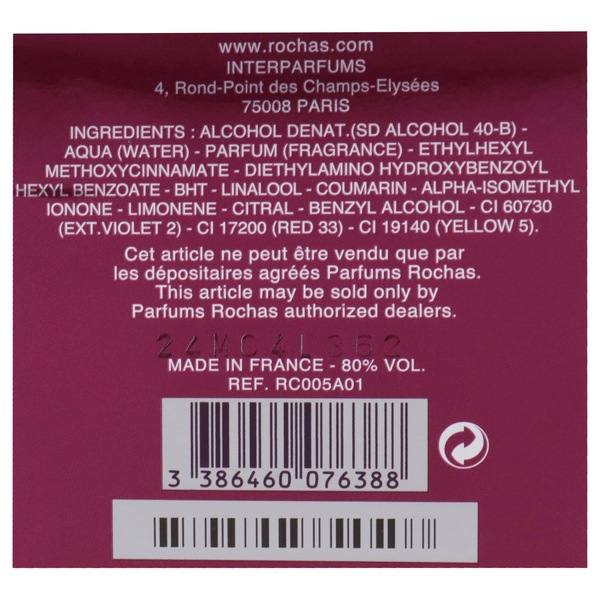 www.rochas.com
INTERPARFUMS
4, Rond-Point des Champs-Elysées
75008 PARIS
INGREDIENTS : ALCOHOL DENAT.(SD ALCOHOL 40-B) -
AQUA (WATER) - PARFUM (FRAGRANCE) - ETHYLHEXYL
METHOXYCINNAMATE - DIETHYLAMINO HYDROXYBENZOYL
HEXYL BENZOATE - BHT - LINALOOL - COUMARIN - ALPHA-ISOMETHYL
IONONE - LIMONENE - CITRAL - BENZYL ALCOHOL - CI 60730
(EXT.VIOLET 2) - CI 17200 (RED 33) - CI 19140 (YELLOW 5).
Cet article ne peut être vendu que par
les dépositaires agréés Parfums Rochas.
This article may be sold only by
Parfums Rochas authorized dealers.
24M04L362
MADE IN FRANCE - 80% VOL.
REF. RC005A01
3 386460 076388